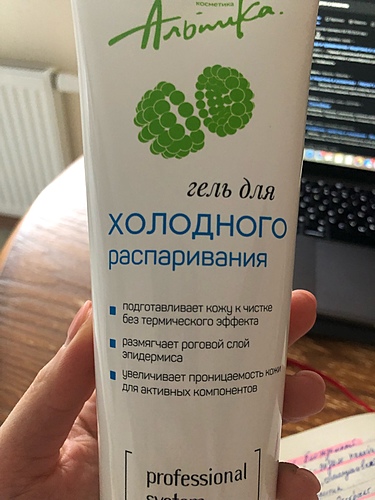 косметика
Альпика.
гель для
ХОЛОДНОГО
распаривания
подготавливает кожу к чистке
без термического эффекта
размягчает роговой слой
эпидермиса
увеличивает проницаемость кожи
для активных компонентов
professional
system